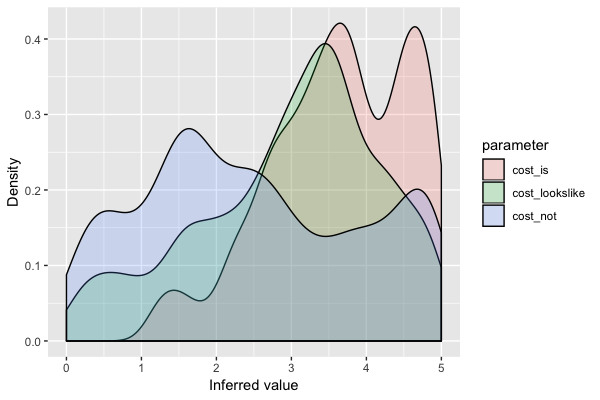 Density
0.4
0.3
0.2
0.1
0.0
0 1 2 3 4 5
Inferred value
parameter
cost_is
cost_lookslike
cost_not